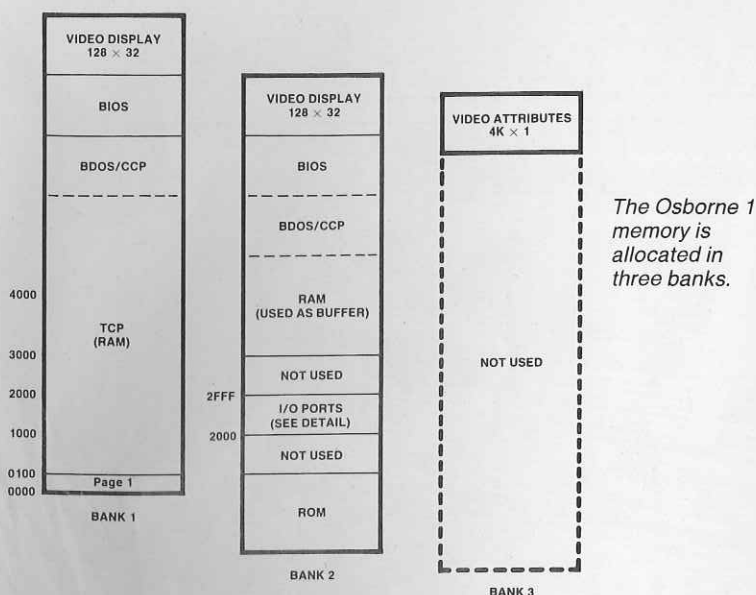 VIDEO DISPLAY
128 × 32
BIOS
BDOS/CCP
4000
TCP
(RAM)
3000
2000
1000
0100
Page 1
0000
BANK 1
VIDEO DISPLAY
128 × 32
BIOS
BDOS/CCP
RAM
(USED AS BUFFER)
NOT USED
2FFF
I/O PORTS
(SEE DETAIL)
2000
NOT USED
ROM
BANK 2
VIDEO ATTRIBUTES
4K × 1
NOT USED
BANK 3
The Osborne 1
memory is
allocated in
three banks.